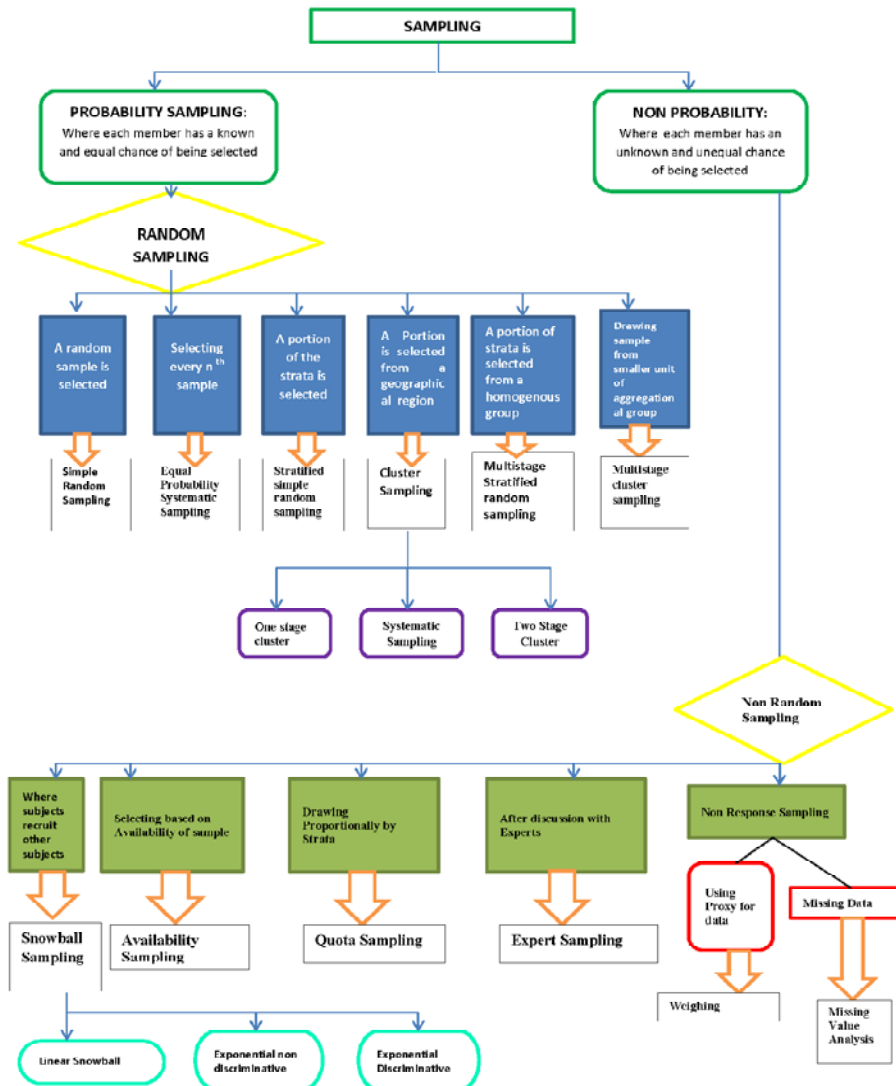 SAMPLING
PROBABILITY SAMPLING:
Where each member has a known
and equal chance of being selected
NON PROBABILITY:
Where each member has an
unknown and unequal chance
of being selected
RANDOM
SAMPLING
A random
sample is
selected
Selecting
every n th
sample
A portion
of the
strata is
selected
A Portion
is selected
from a
geographic
al region
A portion of
strata is
selected
from a
homogenous
group
Drawing
sample
from
smaller unit
of
aggregation
al group
Simple
Random
Sampling
Equal
Probability
Systematic
Sampling
Stratified
simple
random
sampling
Cluster
Sampling
Multistage
Stratified
random
sampling
Multistage
cluster
sampling
One stage
cluster
Systematic
Sampling
Two Stage
Cluster
Non Random
Sampling
Where
subjects
recruit
other
subjects
Selecting based on
Availability of sample
Drawing
Proportionally by
Strata
After discussion with
Experts
Non Response Sampling
Using
Proxy for
data
Missing Data
Snowball
Sampling
Availability
Sampling
Quota Sampling
Expert Sampling
Weighing
Missing
Value
Analysis
Linear Snowball
Exponential non
discriminative
Exponential
Discriminative